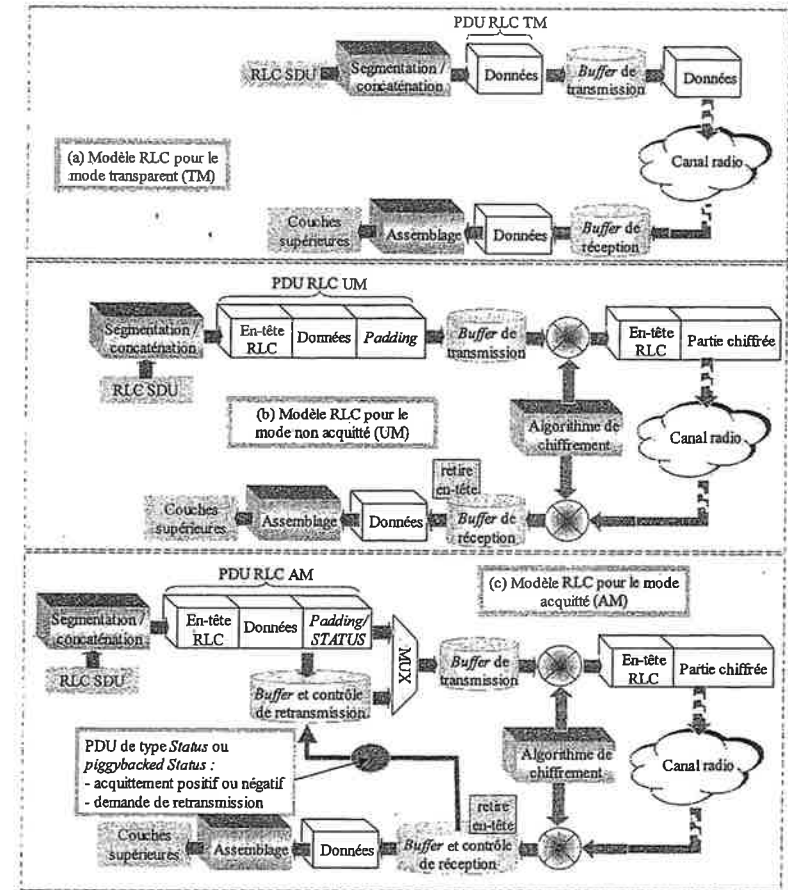 PDU RLC TM
RLC SDU
Segmentation /
concaténation
Données
Buffer de
transmission
Données
(a) Modèle RLC pour le
mode transparent (TM)
Canal radio
Couches
supérieures
Assemblage
Données
Buffer de
réception
PDU RLC UM
Segmentation /
concaténation
En-tête
RLC
Données
Padding
Buffer de
transmission
En-tête
RLC
Partie chiffrée
RLC SDU
(b) Modèle RLC pour le
mode non acquitté (UM)
Algorithme de
chiffrement
Canal radio
retire
en-tête
Couches
supérieures
Assemblage
Données
Buffer de
réception
PDU RLC AM
(c) Modèle RLC pour le mode
acquitté (AM)
Segmentation /
concaténation
En-tête
RLC
Données
Padding/
STATUS
MUX
Buffer de
transmission
En-tête
RLC
Partie chiffrée
RLC SDU
Buffer et contrôle
de retransmission
PDU de type Status ou
piggybacked Status :
- acquittement positif ou négatif
- demande de retransmission
Algorithme de
chiffrement
Canal radio
retire
en-tête
Couches
supérieures
Assemblage
Données
Buffer et contrôle
de réception